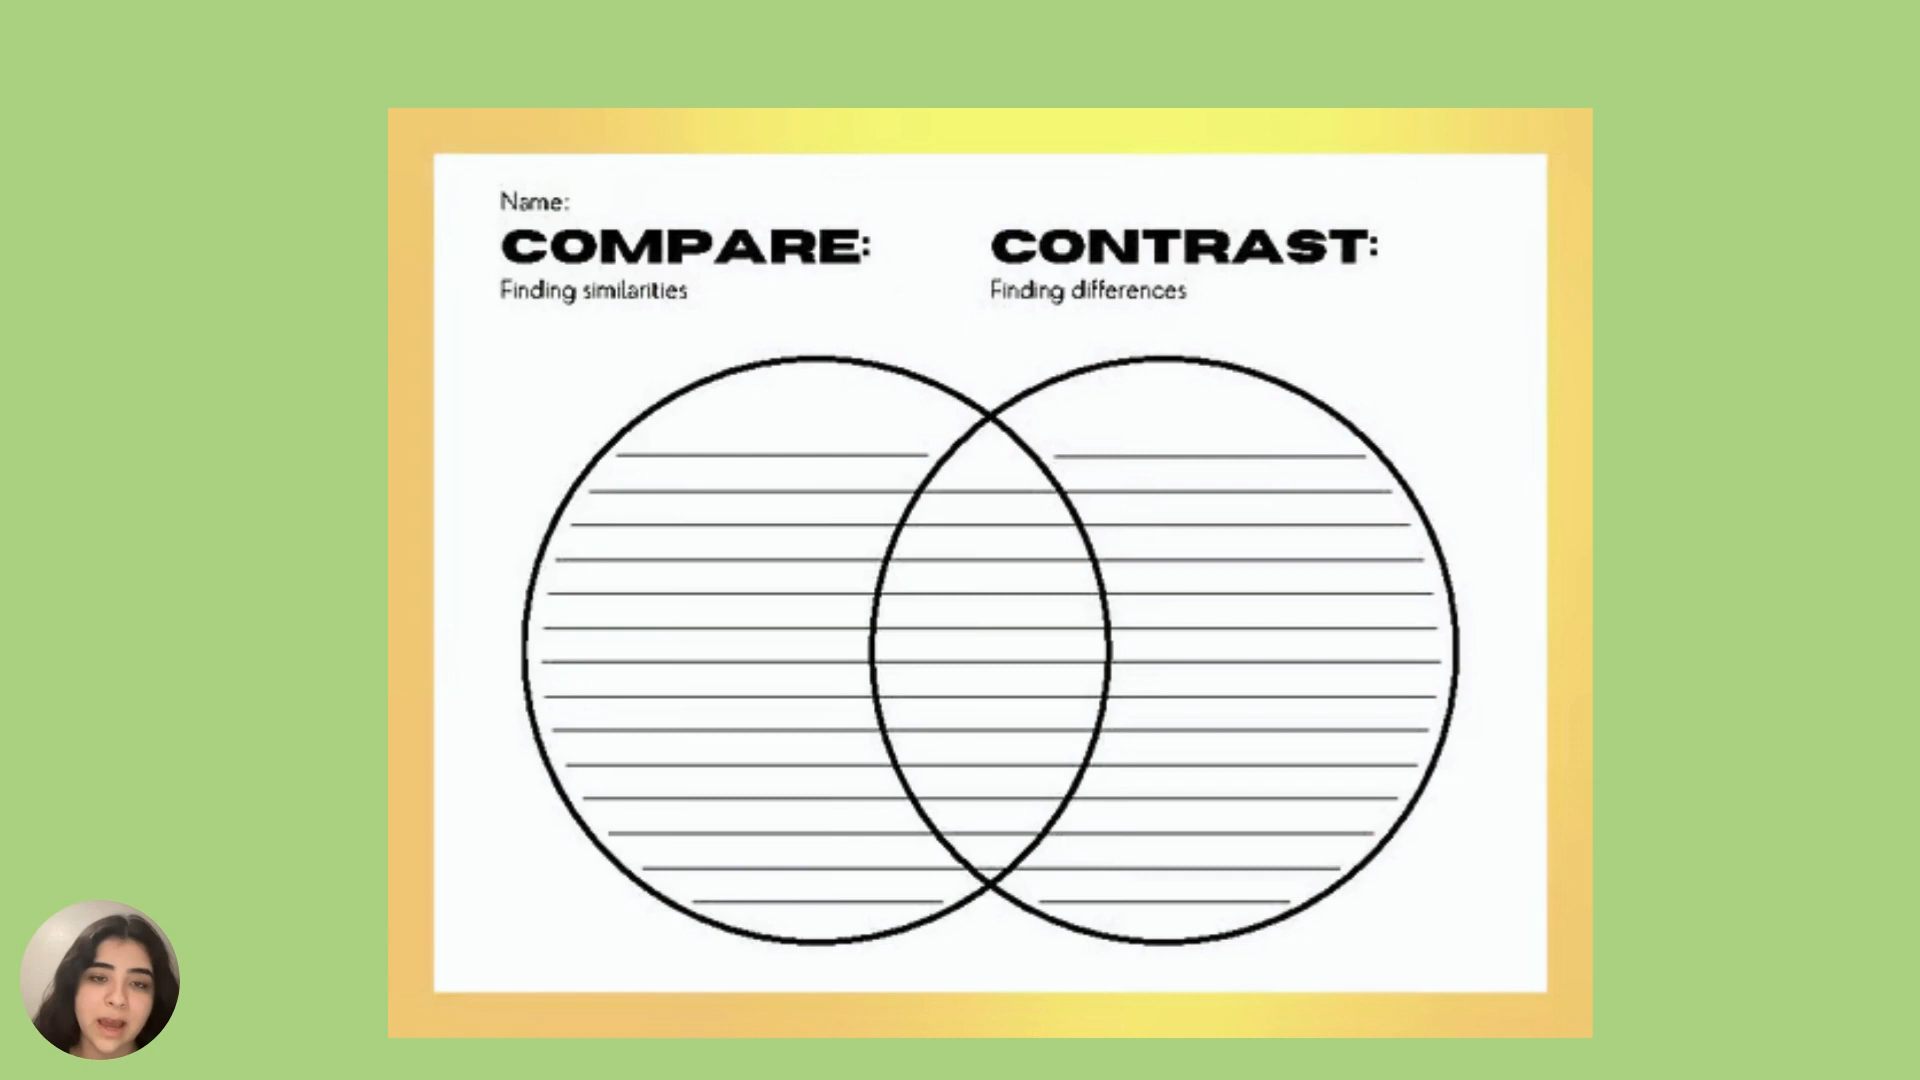 Name:
COMPARE:
Finding similarities
CONTRAST:
Finding differences